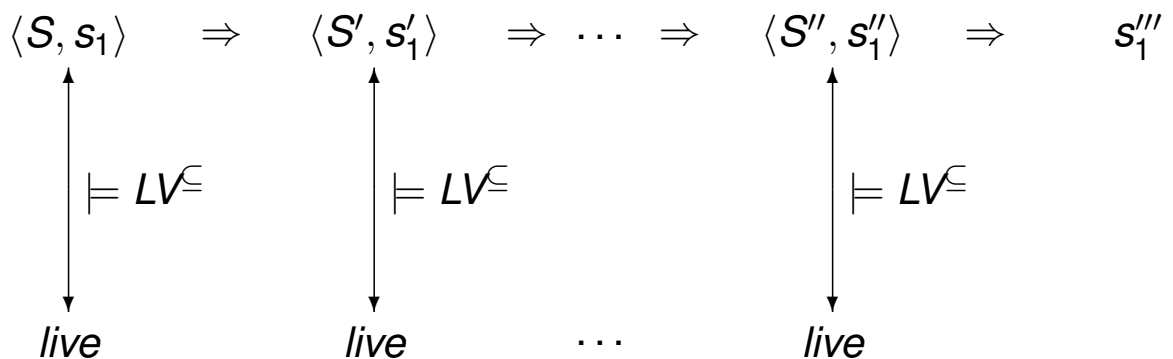 ⟨S, s₁⟩ ⇒ ⟨S′, s′₁⟩ ⇒ ··· ⇒ ⟨S″, s″₁⟩ ⇒ s‴₁
⊨ LV^⊆ ⊨ LV^⊆ ⊨ LV^⊆
live live ··· live